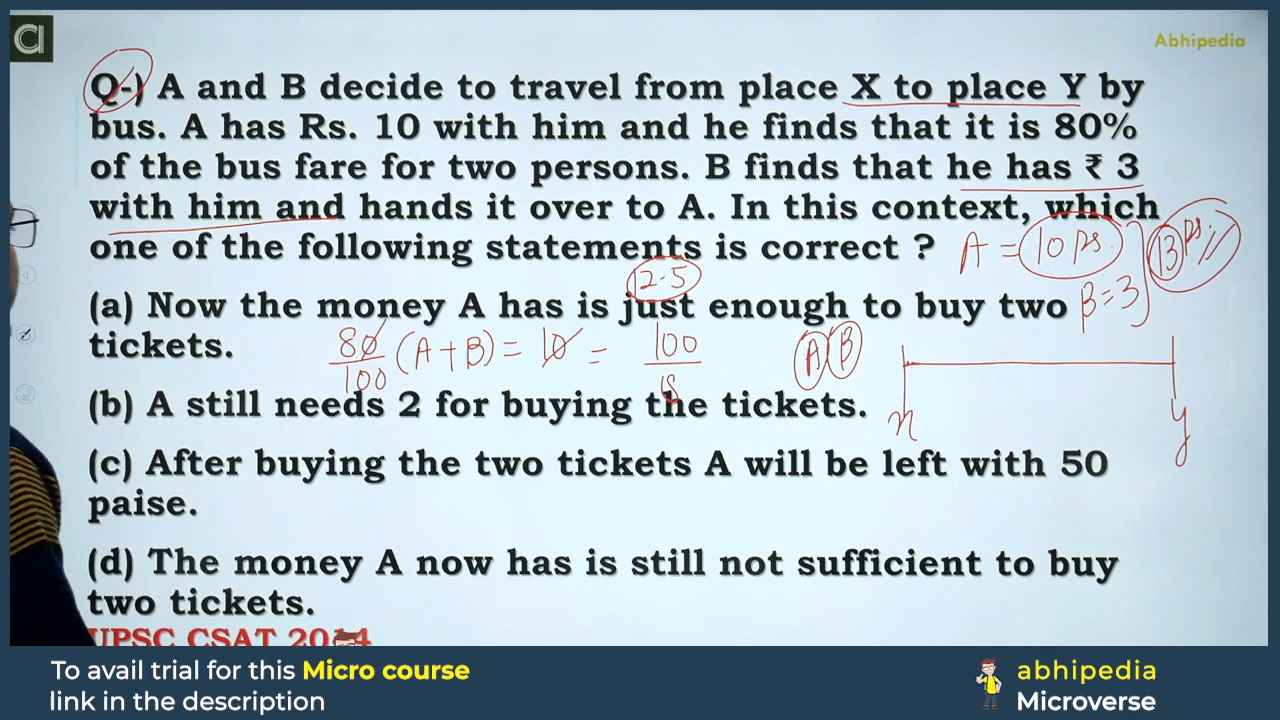 Abhipedia
Q-) A and B decide to travel from place X to place Y by
bus. A has Rs. 10 with him and he finds that it is 80%
of the bus fare for two persons. B finds that he has ₹ 3
with him and hands it over to A. In this context, which
one of the following statements is correct ?
A = 10 ps.
13 ps.
B = 3
12.5
(a) Now the money A has is just enough to buy two
tickets.
80/100 (A+B) = 10 = 100/8
A B
(b) A still needs 2 for buying the tickets.
x
y
(c) After buying the two tickets A will be left with 50
paise.
(d) The money A now has is still not sufficient to buy
two tickets.
UPSC CSAT 2014
To avail trial for this Micro course
link in the description
abhipedia
Microverse